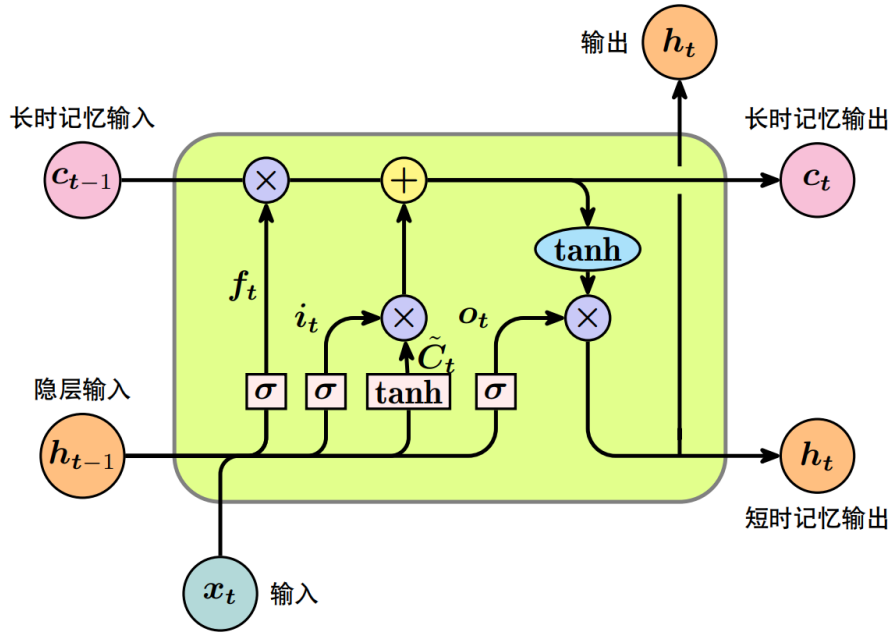 输出
h_t
长时记忆输入
长时记忆输出
c_{t-1}
×
+
c_t
tanh
f_t
i_t
×
o_t
×
C̃_t
隐层输入
σ
σ
tanh
σ
h_{t-1}
h_t
短时记忆输出
x_t
输入